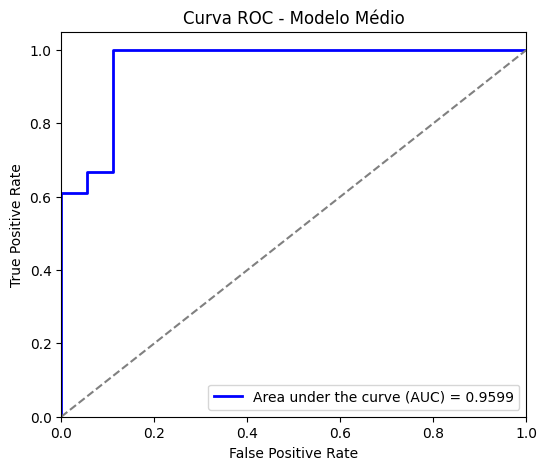 Curva ROC - Modelo Médio
True Positive Rate
1.0
0.8
0.6
0.4
0.2
0.0
Area under the curve (AUC) = 0.9599
0.0 0.2 0.4 0.6 0.8 1.0
False Positive Rate